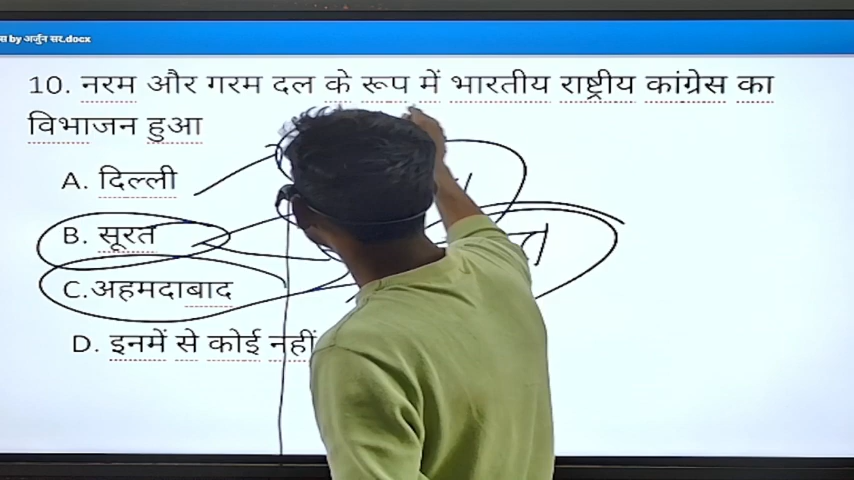 स by अर्जुन सर.docx
10. नरम और गरम दल के रूप में भारतीय राष्ट्रीय कांग्रेस का
विभाजन हुआ
A. दिल्ली
B. सूरत
C.अहमदाबाद
D. इनमें से कोई नहीं